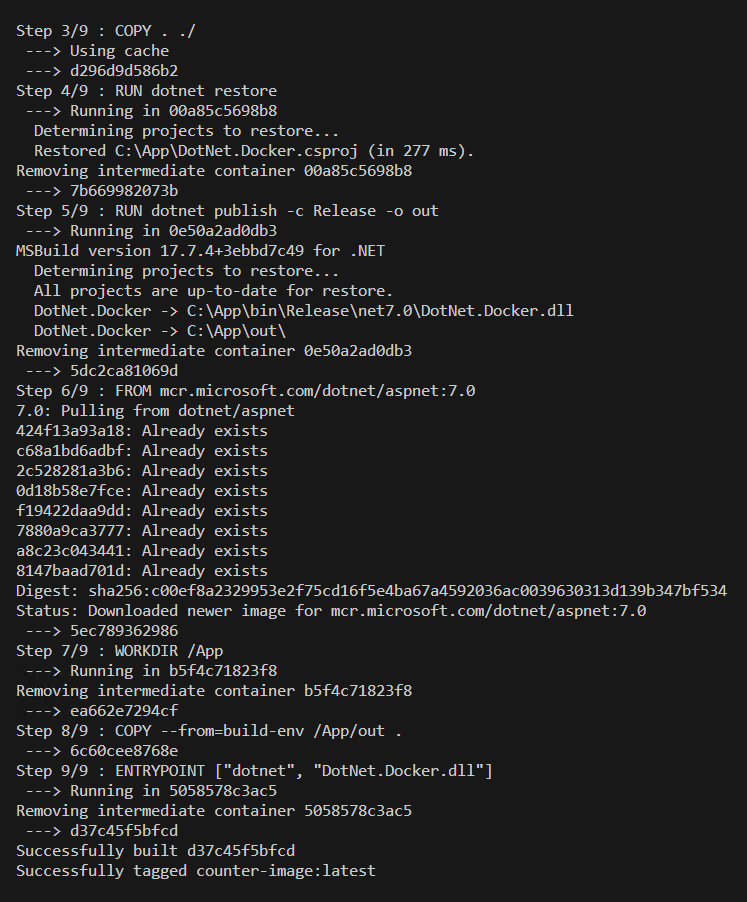 Step 3/9 : COPY . ./
 ---> Using cache
 ---> d296d9d586b2
Step 4/9 : RUN dotnet restore
 ---> Running in 00a85c5698b8
  Determining projects to restore...
  Restored C:\App\DotNet.Docker.csproj (in 277 ms).
Removing intermediate container 00a85c5698b8
 ---> 7b669982073b
Step 5/9 : RUN dotnet publish -c Release -o out
 ---> Running in 0e50a2ad0db3
MSBuild version 17.7.4+3ebbd7c49 for .NET
  Determining projects to restore...
  All projects are up-to-date for restore.
  DotNet.Docker -> C:\App\bin\Release\net7.0\DotNet.Docker.dll
  DotNet.Docker -> C:\App\out\
Removing intermediate container 0e50a2ad0db3
 ---> 5dc2ca81069d
Step 6/9 : FROM mcr.microsoft.com/dotnet/aspnet:7.0
7.0: Pulling from dotnet/aspnet
424f13a93a18: Already exists
c68a1bd6adbf: Already exists
2c528281a3b6: Already exists
0d18b58e7fce: Already exists
f19422daa9dd: Already exists
7880a9ca3777: Already exists
a8c23c043441: Already exists
8147baad701d: Already exists
Digest: sha256:c00ef8a2329953e2f75cd16f5e4ba67a4592036ac0039630313d139b347bf534
Status: Downloaded newer image for mcr.microsoft.com/dotnet/aspnet:7.0
 ---> 5ec789362986
Step 7/9 : WORKDIR /App
 ---> Running in b5f4c71823f8
Removing intermediate container b5f4c71823f8
 ---> ea662e7294cf
Step 8/9 : COPY --from=build-env /App/out .
 ---> 6c60cee8768e
Step 9/9 : ENTRYPOINT ["dotnet", "DotNet.Docker.dll"]
 ---> Running in 5058578c3ac5
Removing intermediate container 5058578c3ac5
 ---> d37c45f5bfcd
Successfully built d37c45f5bfcd
Successfully tagged counter-image:latest